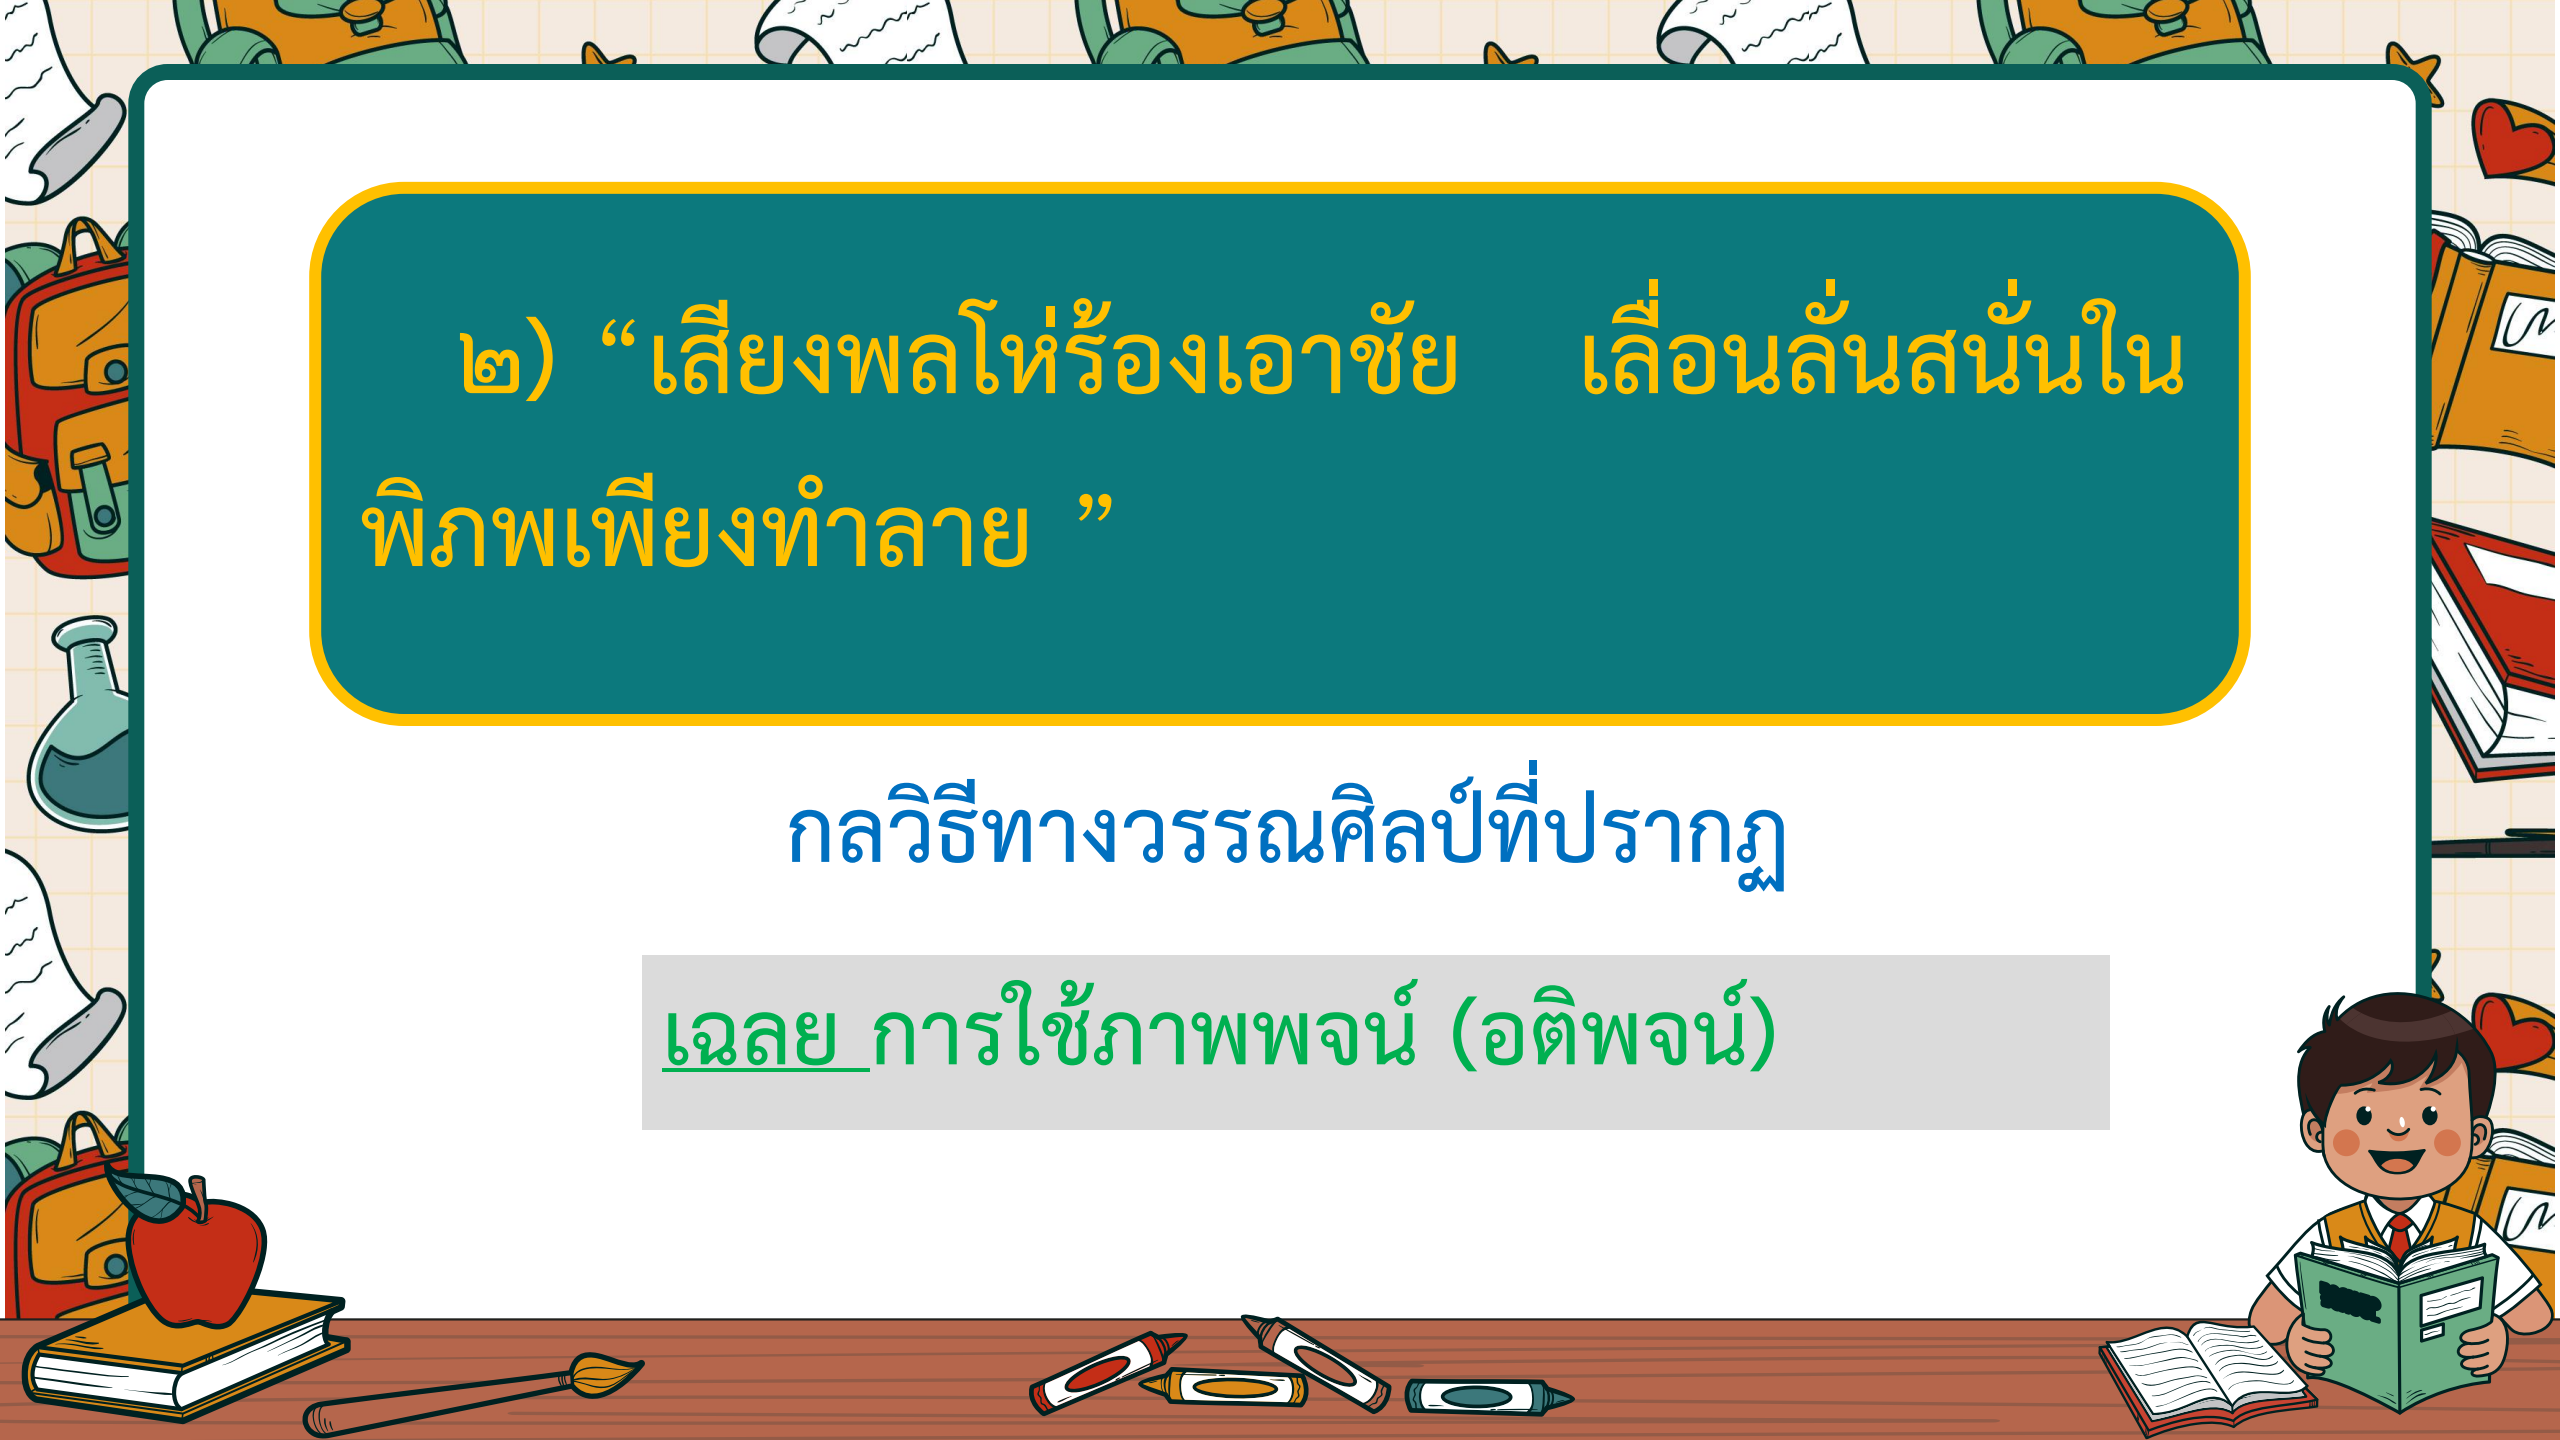 ๒) “เสียงพลโห่ร้องเอาชัย เลื่อนลั่นสนั่นใน
พิภพเพียงทำลาย ”
กลวิธีทางวรรณศิลป์ที่ปรากฏ
เฉลย การใช้ภาพพจน์ (อติพจน์)